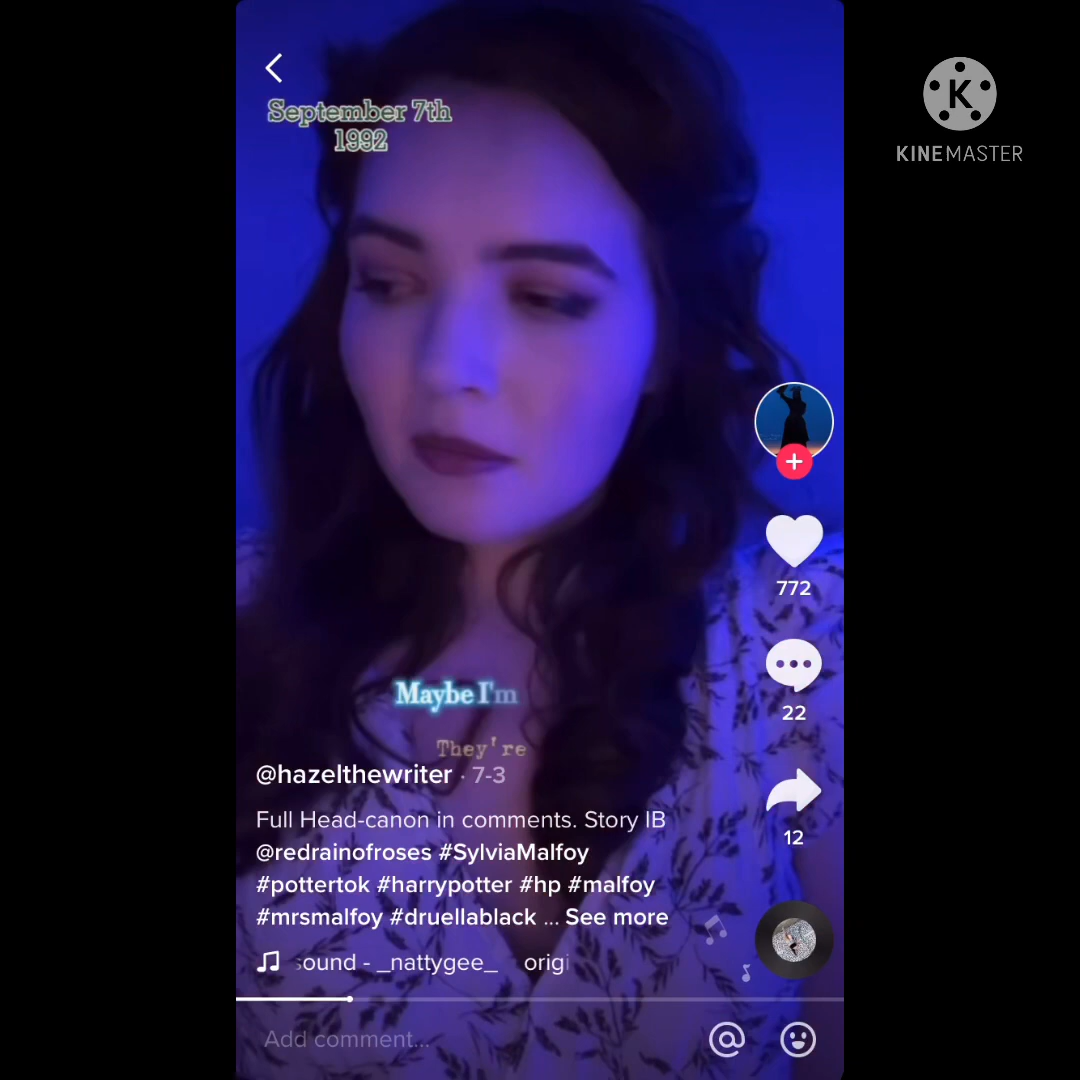 September 7th
1992
K
KINEMASTER
772
Maybe I'm
22
They're
@hazelthewriter · 7-3
Full Head-canon in comments. Story IB
@redrainofroses #SylviaMalfoy
#pottertok #harrypotter #hp #malfoy
#mrsmalfoy #druellablack ... See more
12
sound - _nattygee_ origi
Add comment...